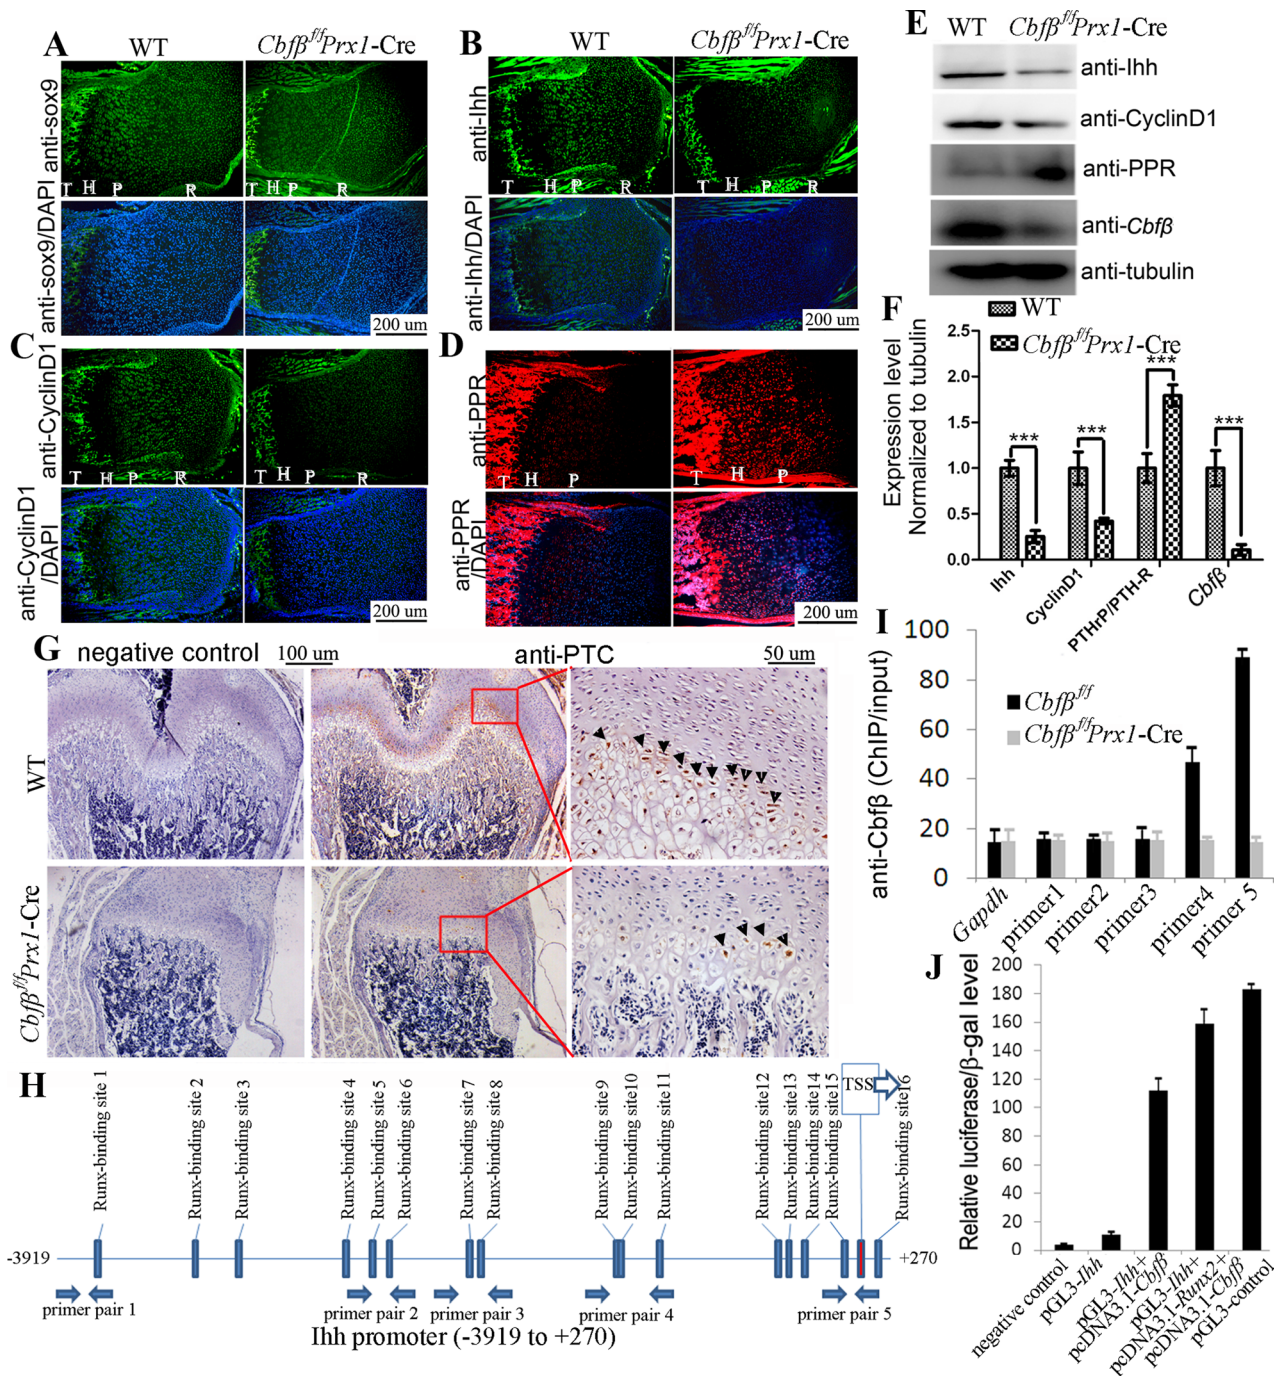 A
WT
Cbfβf/fPrx1-Cre
anti-sox9
T H P R
T H P R
anti-sox9/DAPI
200 um
B
WT
Cbfβf/fPrx1-Cre
anti-Ihh
T H P R
T H P R
anti-Ihh/DAPI
200 um
C
anti-CyclinD1
T H P R
T H P R
anti-CyclinD1
/DAPI
200 um
D
anti-PPR
T H P
T H P
anti-PPR
/DAPI
200 um
E
WT Cbfβf/fPrx1-Cre
anti-Ihh
anti-CyclinD1
anti-PPR
anti-Cbfβ
anti-tubulin
F
WT
Cbfβf/fPrx1-Cre
Expression level
Normalized to tubulin
2.5
2.0
1.5
1.0
0.5
0.0
***
***
***
***
Ihh
CyclinD1
PTHrP/PTH-R
Cbfβ
G
negative control
100 um
anti-PTC
50 um
WT
Cbfβf/fPrx1-Cre
H
Runx-binding site 1
Runx-binding site 2
Runx-binding site 3
Runx-binding site 4
Runx-binding site 5
Runx-binding site 6
Runx-binding site 7
Runx-binding site 8
Runx-binding site9
Runx-binding site10
Runx-binding site11
Runx-binding site12
Runx-binding site13
Runx-binding site14
Runx-binding site15
TSS
Runx-binding site16
-3919
+270
primer pair 1
primer pair 2
primer pair 3
primer pair 4
primer pair 5
Ihh promoter (-3919 to +270)
I
anti-Cbfβ (ChIP/input)
100
80
60
40
20
0
Cbfβf/f
Cbfβf/fPrx1-Cre
Gapdh
primer1
primer2
primer3
primer4
primer 5
J
Relative luciferase/β-gal level
200
180
160
140
120
100
80
60
40
20
0
negative control
pGL3-Ihh
pGL3-Ihh+
pcDNA3.1-Cbfβ
pGL3-Ihh+
pcDNA3.1-Runx2+
pcDNA3.1-Cbfβ
pGL3-control